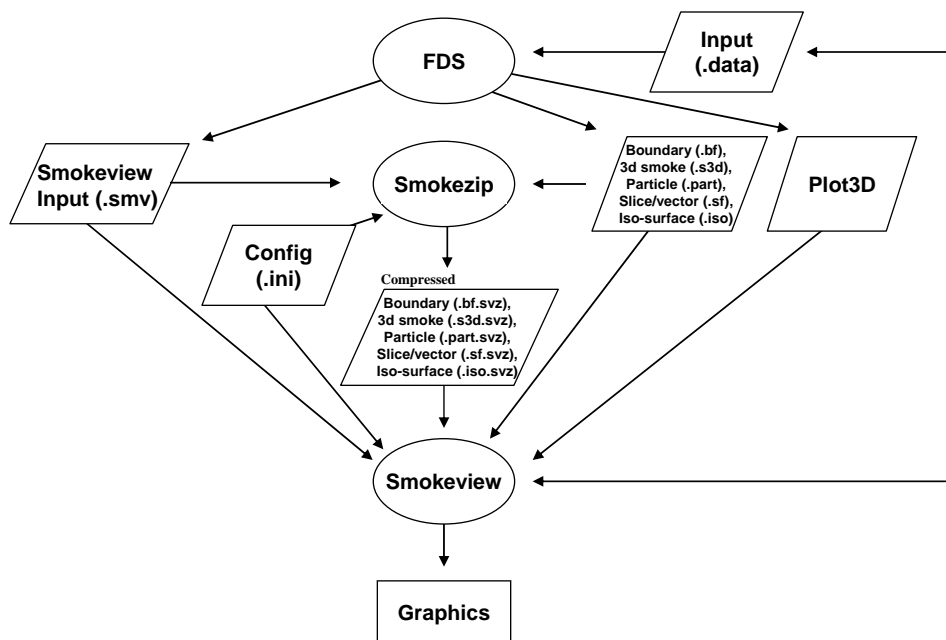 Input
(.data)
FDS
Smokeview
Input (.smv)
Smokezip
Boundary (.bf),
3d smoke (.s3d),
Particle (.part),
Slice/vector (.sf),
Iso-surface (.iso)
Plot3D
Config
(.ini)
Compressed
Boundary (.bf.svz),
3d smoke (.s3d.svz),
Particle (.part.svz),
Slice/vector (.sf.svz),
Iso-surface (.iso.svz)
Smokeview
Graphics